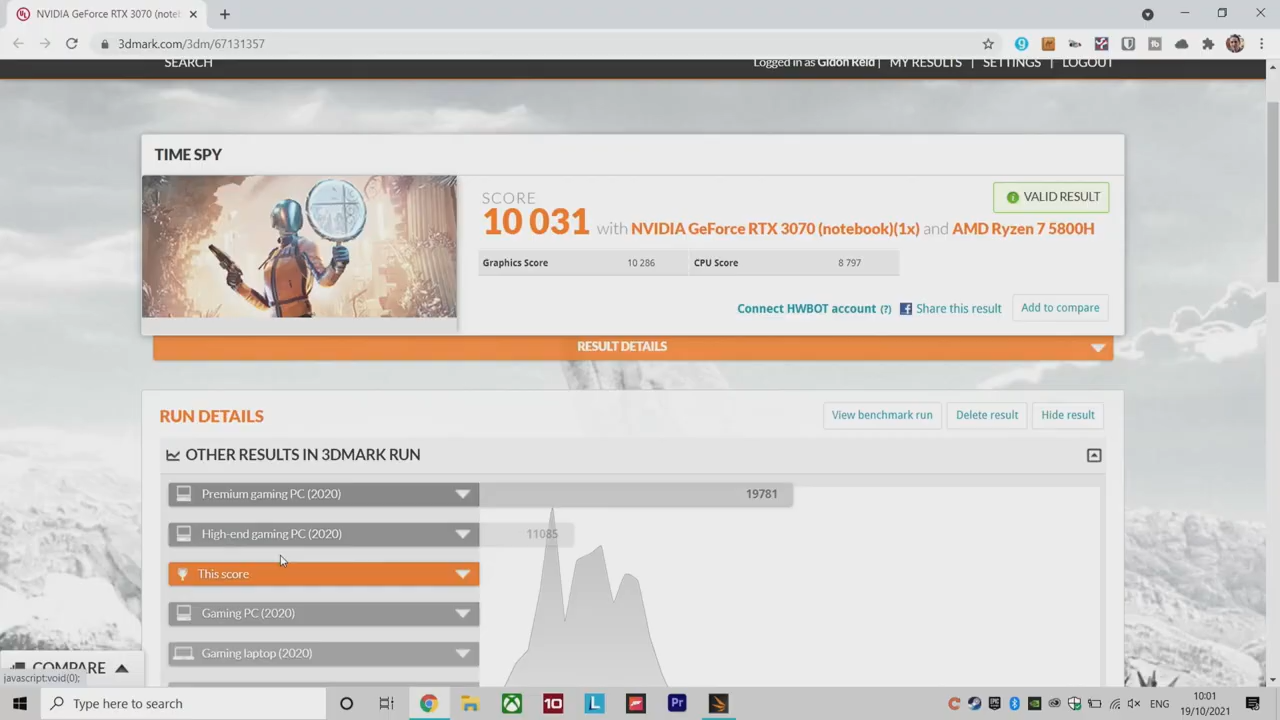 NVIDIA GeForce RTX 3070 (noteb
3dmark.com/3dm/67131357
SEARCH
Logged in as Gidon Reid | MY RESULTS | SETTINGS | LOGOUT
TIME SPY
SCORE
VALID RESULT
10 031 with NVIDIA GeForce RTX 3070 (notebook)(1x) and AMD Ryzen 7 5800H
Graphics Score 10 286 CPU Score 8 797
Connect HWBOT account (?) Share this result Add to compare
RESULT DETAILS
RUN DETAILS View benchmark run Delete result Hide result
OTHER RESULTS IN 3DMARK RUN
Premium gaming PC (2020) 19781
High-end gaming PC (2020) 11085
This score
Gaming PC (2020)
Gaming laptop (2020)
COMPARE
javascript:void(0);
Type here to search
ENG
10:01
19/10/2021